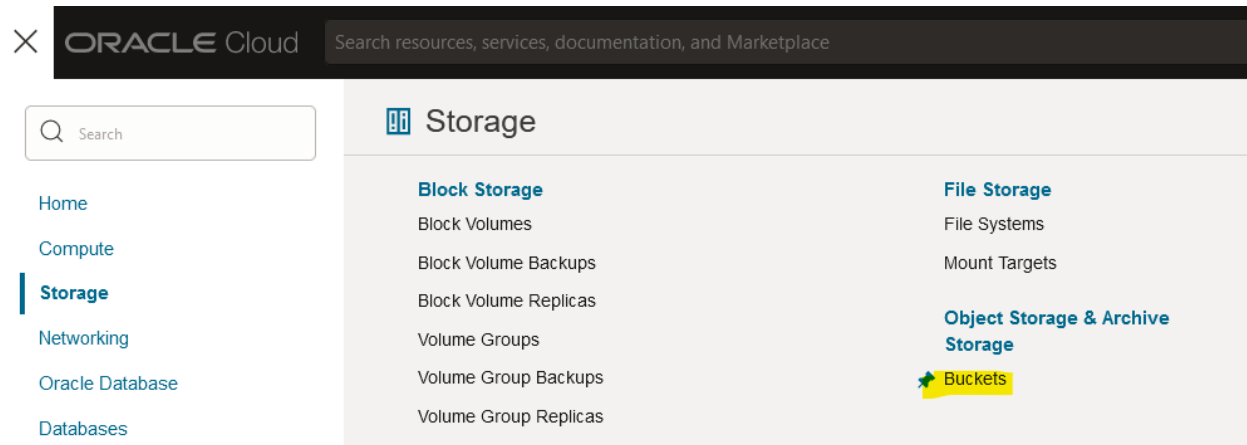 ORACLE Cloud
Search resources, services, documentation, and Marketplace
Search
Home
Compute
Storage
Networking
Oracle Database
Databases
Storage
Block Storage
Block Volumes
Block Volume Backups
Block Volume Replicas
Volume Groups
Volume Group Backups
Volume Group Replicas
File Storage
File Systems
Mount Targets
Object Storage & Archive
Storage
Buckets